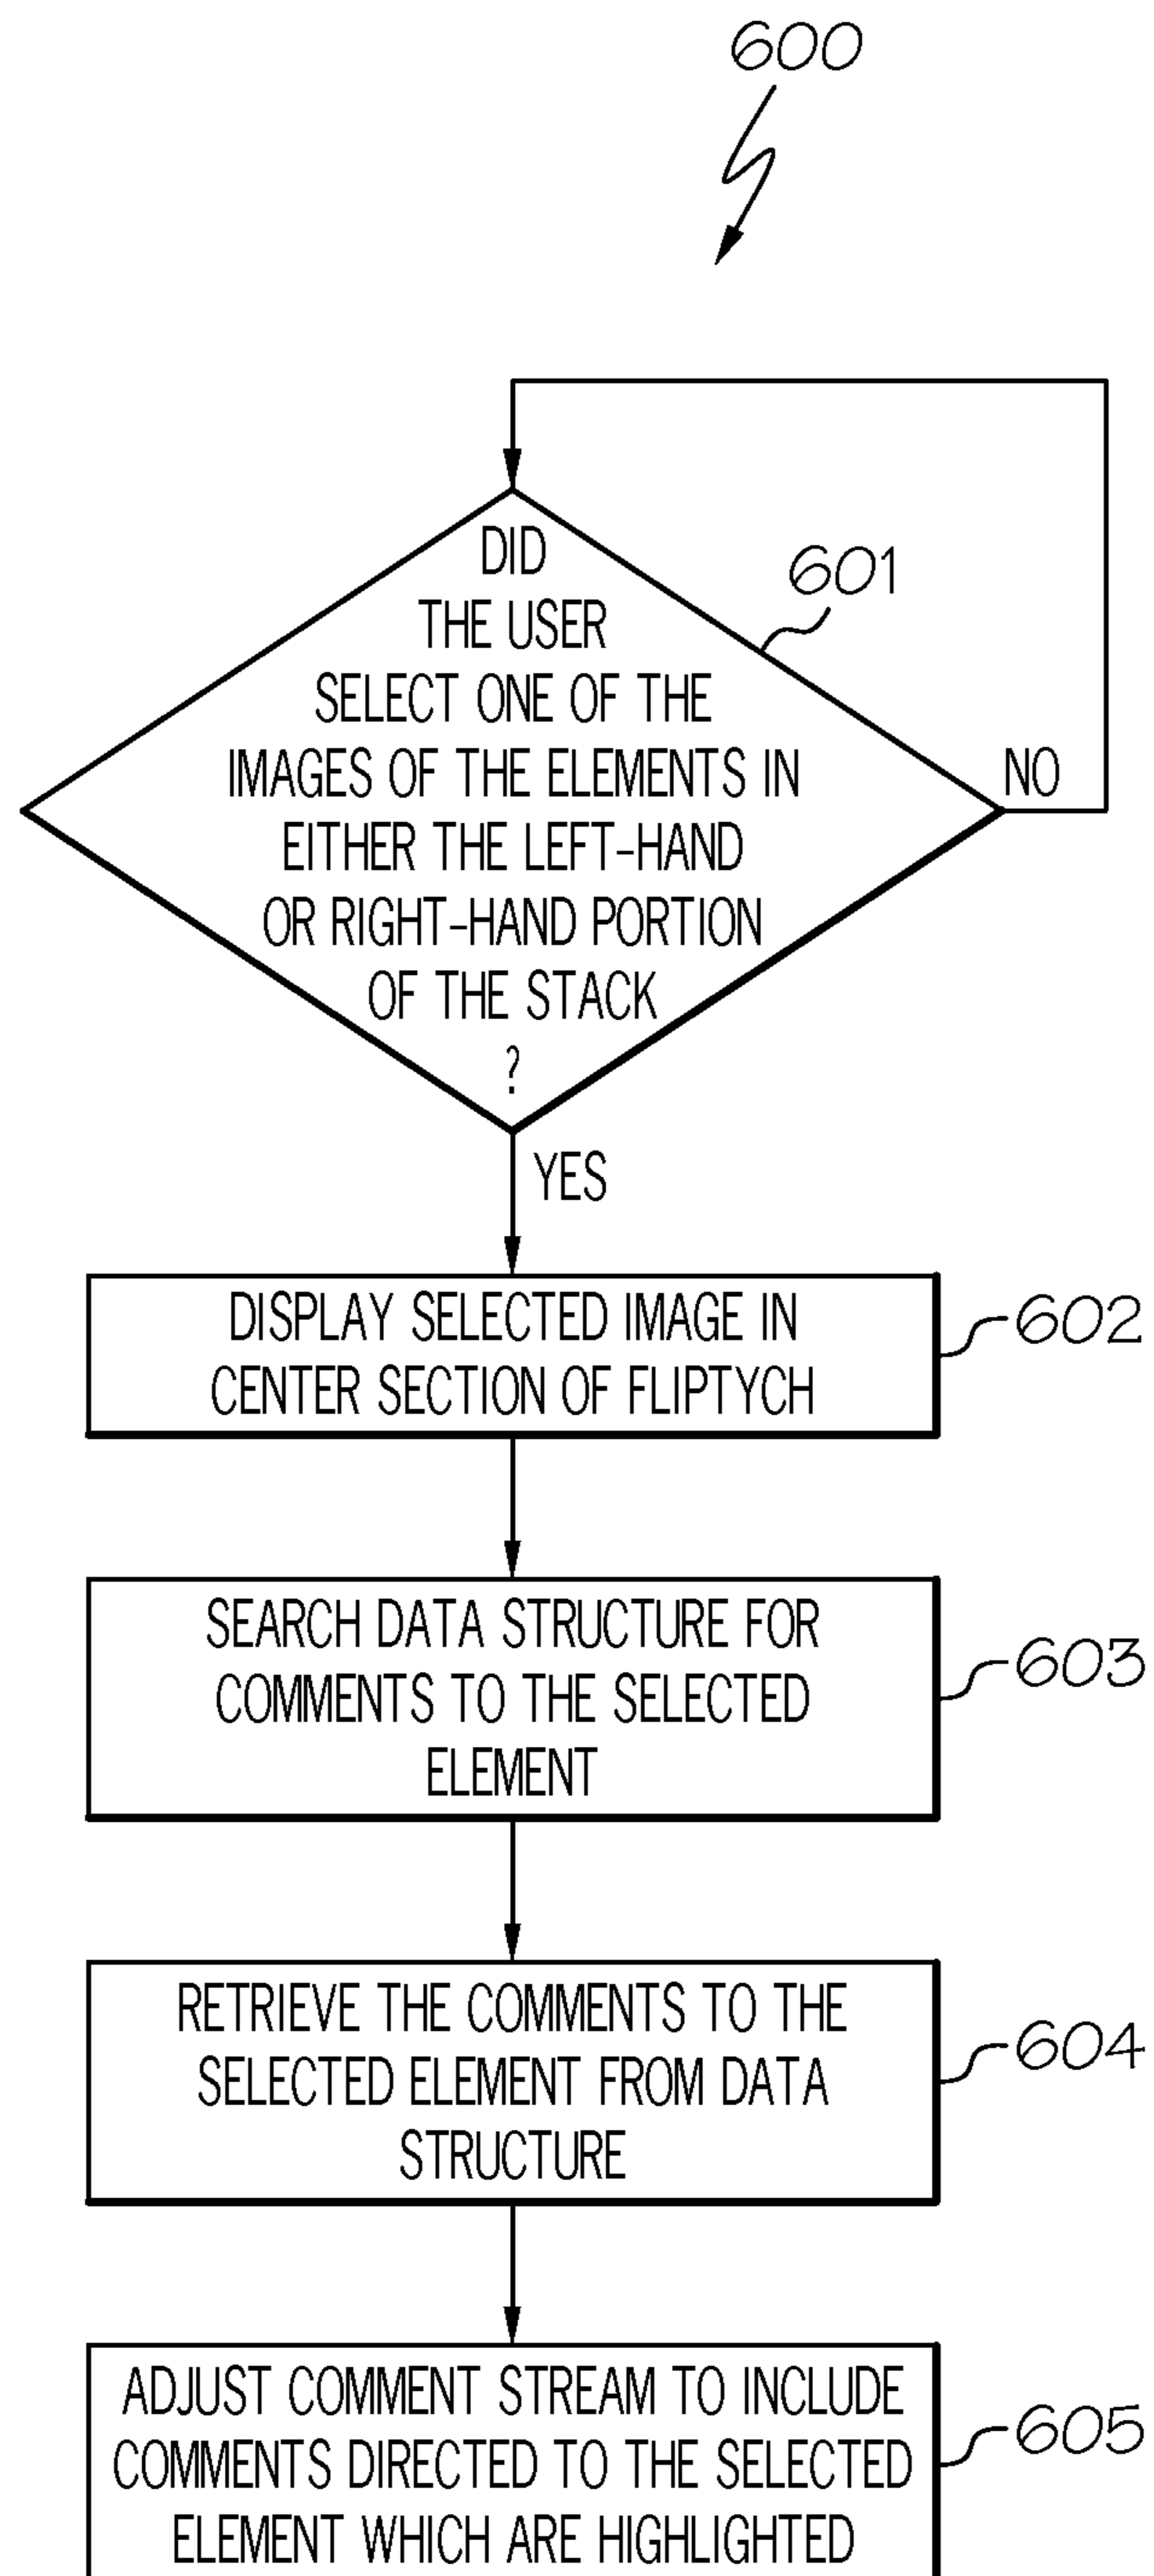 600
DID
THE USER
SELECT ONE OF THE
IMAGES OF THE ELEMENTS IN
EITHER THE LEFT-HAND
OR RIGHT-HAND PORTION
OF THE STACK
?
601
NO
YES
DISPLAY SELECTED IMAGE IN
CENTER SECTION OF FLIPTYCH
602
SEARCH DATA STRUCTURE FOR
COMMENTS TO THE SELECTED
ELEMENT
603
RETRIEVE THE COMMENTS TO THE
SELECTED ELEMENT FROM DATA
STRUCTURE
604
ADJUST COMMENT STREAM TO INCLUDE
COMMENTS DIRECTED TO THE SELECTED
ELEMENT WHICH ARE HIGHLIGHTED
605